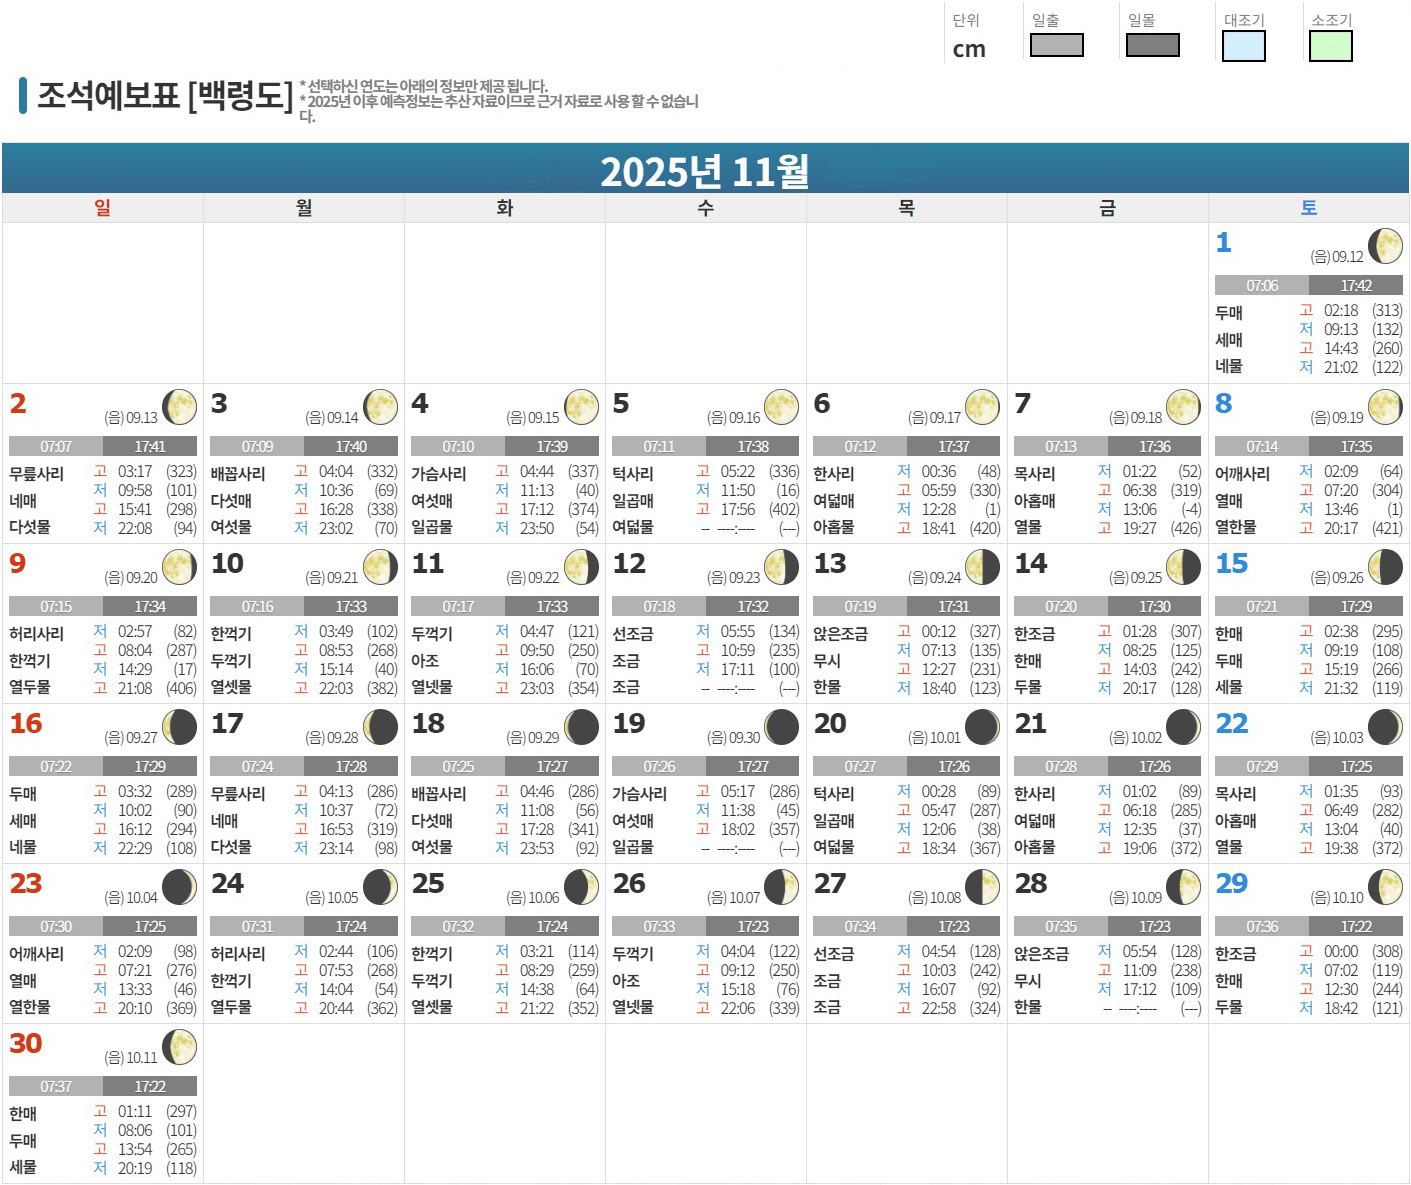 단위 일출 일몰 대조기 소조기
cm
조석예보표 [백령도]
* 선택하신 연도는 아래의 정보만 제공 됩니다.
* 2025년 이후 예측정보는 추산 자료이므로 근거 자료로 사용 할 수 없습니
다.
2025년 11월
일 월 화 수 목 금 토
1 (음) 09.12
07:06 17:42
두매 세매 네물
고 02:18 (313)
저 09:13 (132)
고 14:43 (260)
저 21:02 (122)
2 (음) 09.13
07:07 17:41
무릎사리 네매 다섯물
고 03:17 (323)
저 09:58 (101)
고 15:41 (298)
저 22:08 (94)
3 (음) 09.14
07:09 17:40
배꼽사리 다섯매 여섯물
고 04:04 (332)
저 10:36 (69)
고 16:28 (338)
저 23:02 (70)
4 (음) 09.15
07:10 17:39
가슴사리 여섯매 일곱물
고 04:44 (337)
저 11:13 (40)
고 17:12 (374)
저 23:50 (54)
5 (음) 09.16
07:11 17:38
턱사리 일곱매 여덟물
고 05:22 (336)
저 11:50 (16)
고 17:56 (402)
-- ----:---- (---)
6 (음) 09.17
07:12 17:37
한사리 여덟매 아홉물
저 00:36 (48)
고 05:59 (330)
저 12:28 (1)
고 18:41 (420)
7 (음) 09.18
07:13 17:36
목사리 아홉매 열물
저 01:22 (52)
고 06:38 (319)
저 13:06 (-4)
고 19:27 (426)
8 (음) 09.19
07:14 17:35
어깨사리 열매 열한물
저 02:09 (64)
고 07:20 (304)
저 13:46 (1)
고 20:17 (421)
9 (음) 09.20
07:15 17:34
허리사리 한꺽기 열두물
저 02:57 (82)
고 08:04 (287)
저 14:29 (17)
고 21:08 (406)
10 (음) 09.21
07:16 17:33
한꺽기 두꺽기 열셋물
저 03:49 (102)
고 08:53 (268)
저 15:14 (40)
고 22:03 (382)
11 (음) 09.22
07:17 17:33
두꺽기 아조 열넷물
저 04:47 (121)
고 09:50 (250)
저 16:06 (70)
고 23:03 (354)
12 (음) 09.23
07:18 17:32
선조금 조금 조금
저 05:55 (134)
고 10:59 (235)
저 17:11 (100)
-- ----:---- (---)
13 (음) 09.24
07:19 17:31
앉은조금 무시 한물
고 00:12 (327)
저 07:13 (135)
고 12:27 (231)
저 18:40 (123)
14 (음) 09.25
07:20 17:30
한조금 한매 두물
고 01:28 (307)
저 08:25 (125)
고 14:03 (242)
저 20:17 (128)
15 (음) 09.26
07:21 17:29
한매 두매 세물
고 02:38 (295)
저 09:19 (108)
고 15:19 (266)
저 21:32 (119)
16 (음) 09.27
07:22 17:29
두매 세매 네물
고 03:32 (289)
저 10:02 (90)
고 16:12 (294)
저 22:29 (108)
17 (음) 09.28
07:24 17:28
무릎사리 네매 다섯물
고 04:13 (286)
저 10:37 (72)
고 16:53 (319)
저 23:14 (98)
18 (음) 09.29
07:25 17:27
배꼽사리 다섯매 여섯물
고 04:46 (286)
저 11:08 (56)
고 17:28 (341)
저 23:53 (92)
19 (음) 09.30
07:26 17:27
가슴사리 여섯매 일곱물
고 05:17 (286)
저 11:38 (45)
고 18:02 (357)
-- ----:---- (---)
20 (음) 10.01
07:27 17:26
턱사리 일곱매 여덟물
저 00:28 (89)
고 05:47 (287)
저 12:06 (38)
고 18:34 (367)
21 (음) 10.02
07:28 17:26
한사리 여덟매 아홉물
저 01:02 (89)
고 06:18 (285)
저 12:35 (37)
고 19:06 (372)
22 (음) 10.03
07:29 17:25
목사리 아홉매 열물
저 01:35 (93)
고 06:49 (282)
저 13:04 (40)
고 19:38 (372)
23 (음) 10.04
07:30 17:25
어깨사리 열매 열한물
저 02:09 (98)
고 07:21 (276)
저 13:33 (46)
고 20:10 (369)
24 (음) 10.05
07:31 17:24
허리사리 한꺽기 열두물
저 02:44 (106)
고 07:53 (268)
저 14:04 (54)
고 20:44 (362)
25 (음) 10.06
07:32 17:24
한꺽기 두꺽기 열셋물
저 03:21 (114)
고 08:29 (259)
저 14:38 (64)
고 21:22 (352)
26 (음) 10.07
07:33 17:23
두꺽기 아조 열넷물
저 04:04 (122)
고 09:12 (250)
저 15:18 (76)
고 22:06 (339)
27 (음) 10.08
07:34 17:23
선조금 조금 조금
저 04:54 (128)
고 10:03 (242)
저 16:07 (92)
고 22:58 (324)
28 (음) 10.09
07:35 17:23
앉은조금 무시 한물
저 05:54 (128)
고 11:09 (238)
저 17:12 (109)
-- ----:---- (---)
29 (음) 10.10
07:36 17:22
한조금 한매 두물
고 00:00 (308)
저 07:02 (119)
고 12:30 (244)
저 18:42 (121)
30 (음) 10.11
07:37 17:22
한매 두매 세물
고 01:11 (297)
저 08:06 (101)
고 13:54 (265)
저 20:19 (118)